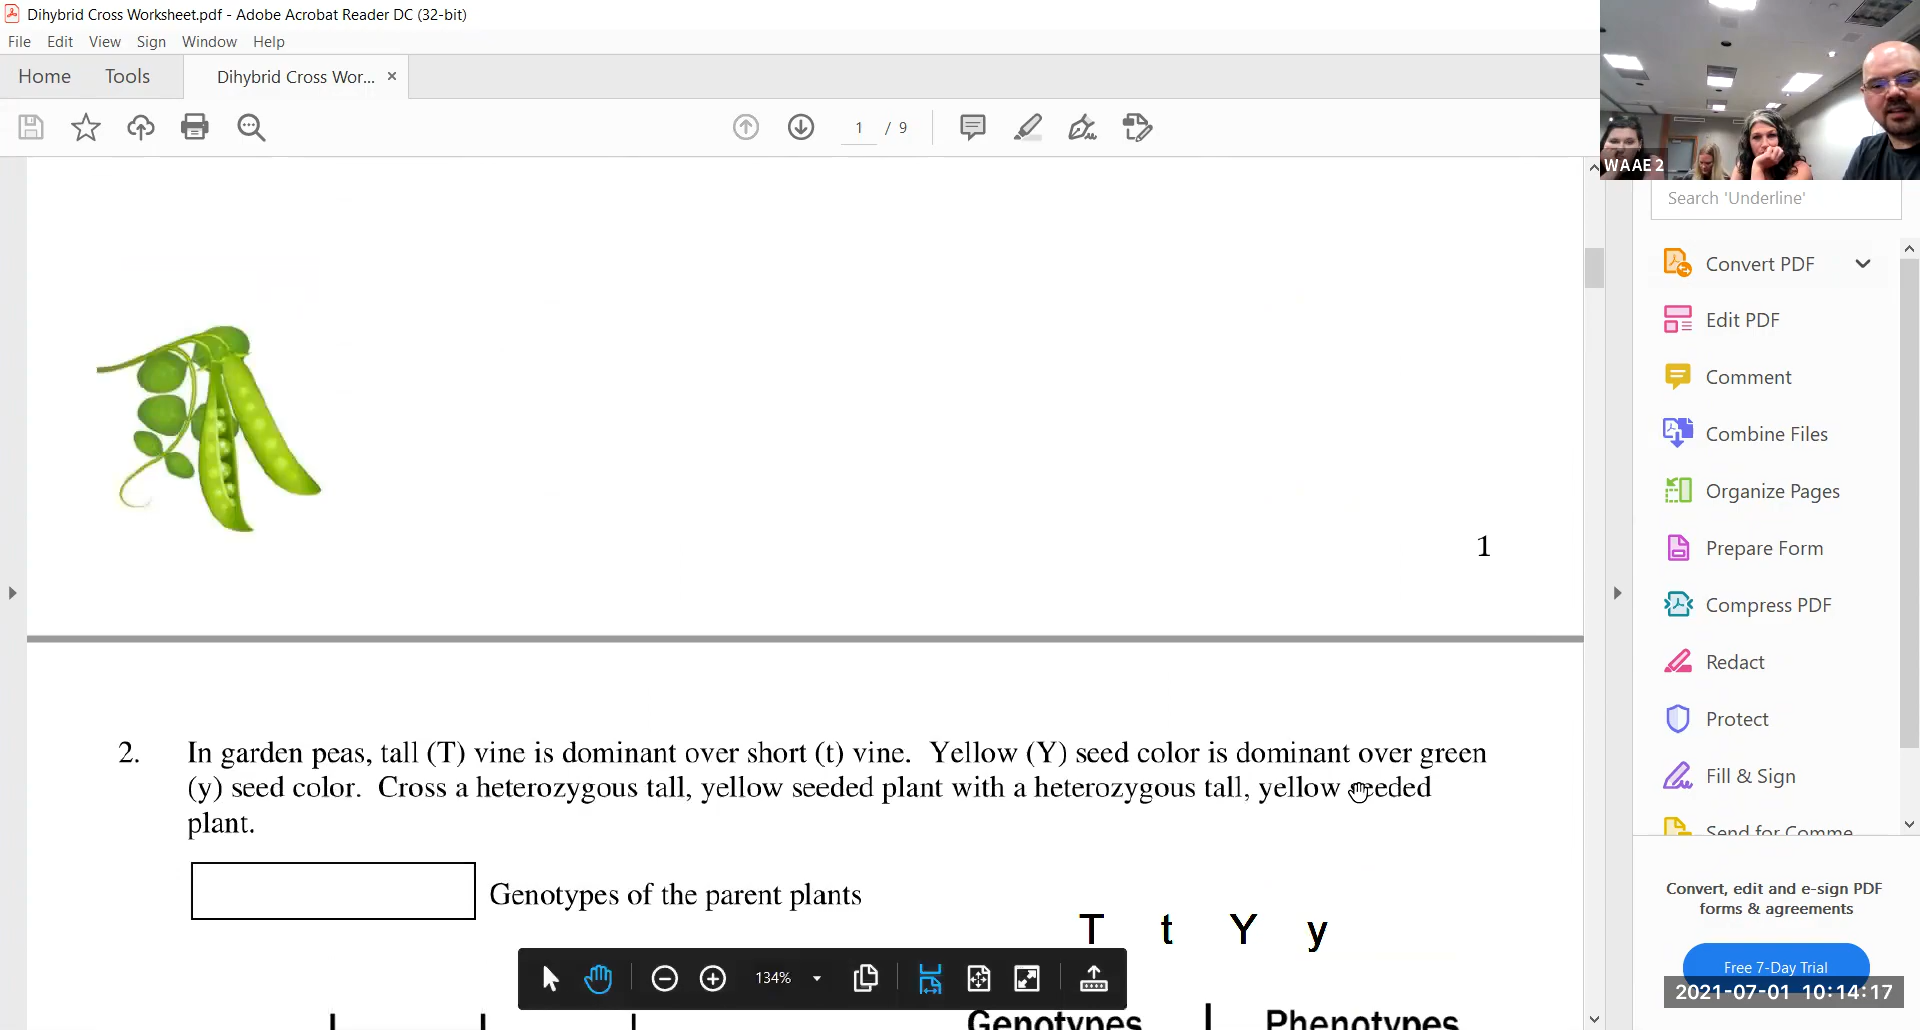 Dihybrid Cross Worksheet.pdf - Adobe Acrobat Reader DC (32-bit)
File Edit View Sign Window Help
Home Tools Dihybrid Cross Wor... ×
1 / 9
WAAE 2
Search 'Underline'
Convert PDF
Edit PDF
Comment
Combine Files
Organize Pages
Prepare Form
Compress PDF
Redact
Protect
Fill & Sign
Send for Comme
Convert, edit and e-sign PDF
forms & agreements
Free 7-Day Trial
2021-07-01 10:14:17
1
2. In garden peas, tall (T) vine is dominant over short (t) vine. Yellow (Y) seed color is dominant over green
(y) seed color. Cross a heterozygous tall, yellow seeded plant with a heterozygous tall, yellow seeded
plant.
Genotypes of the parent plants
T t Y y
134%
Genotypes Phenotypes